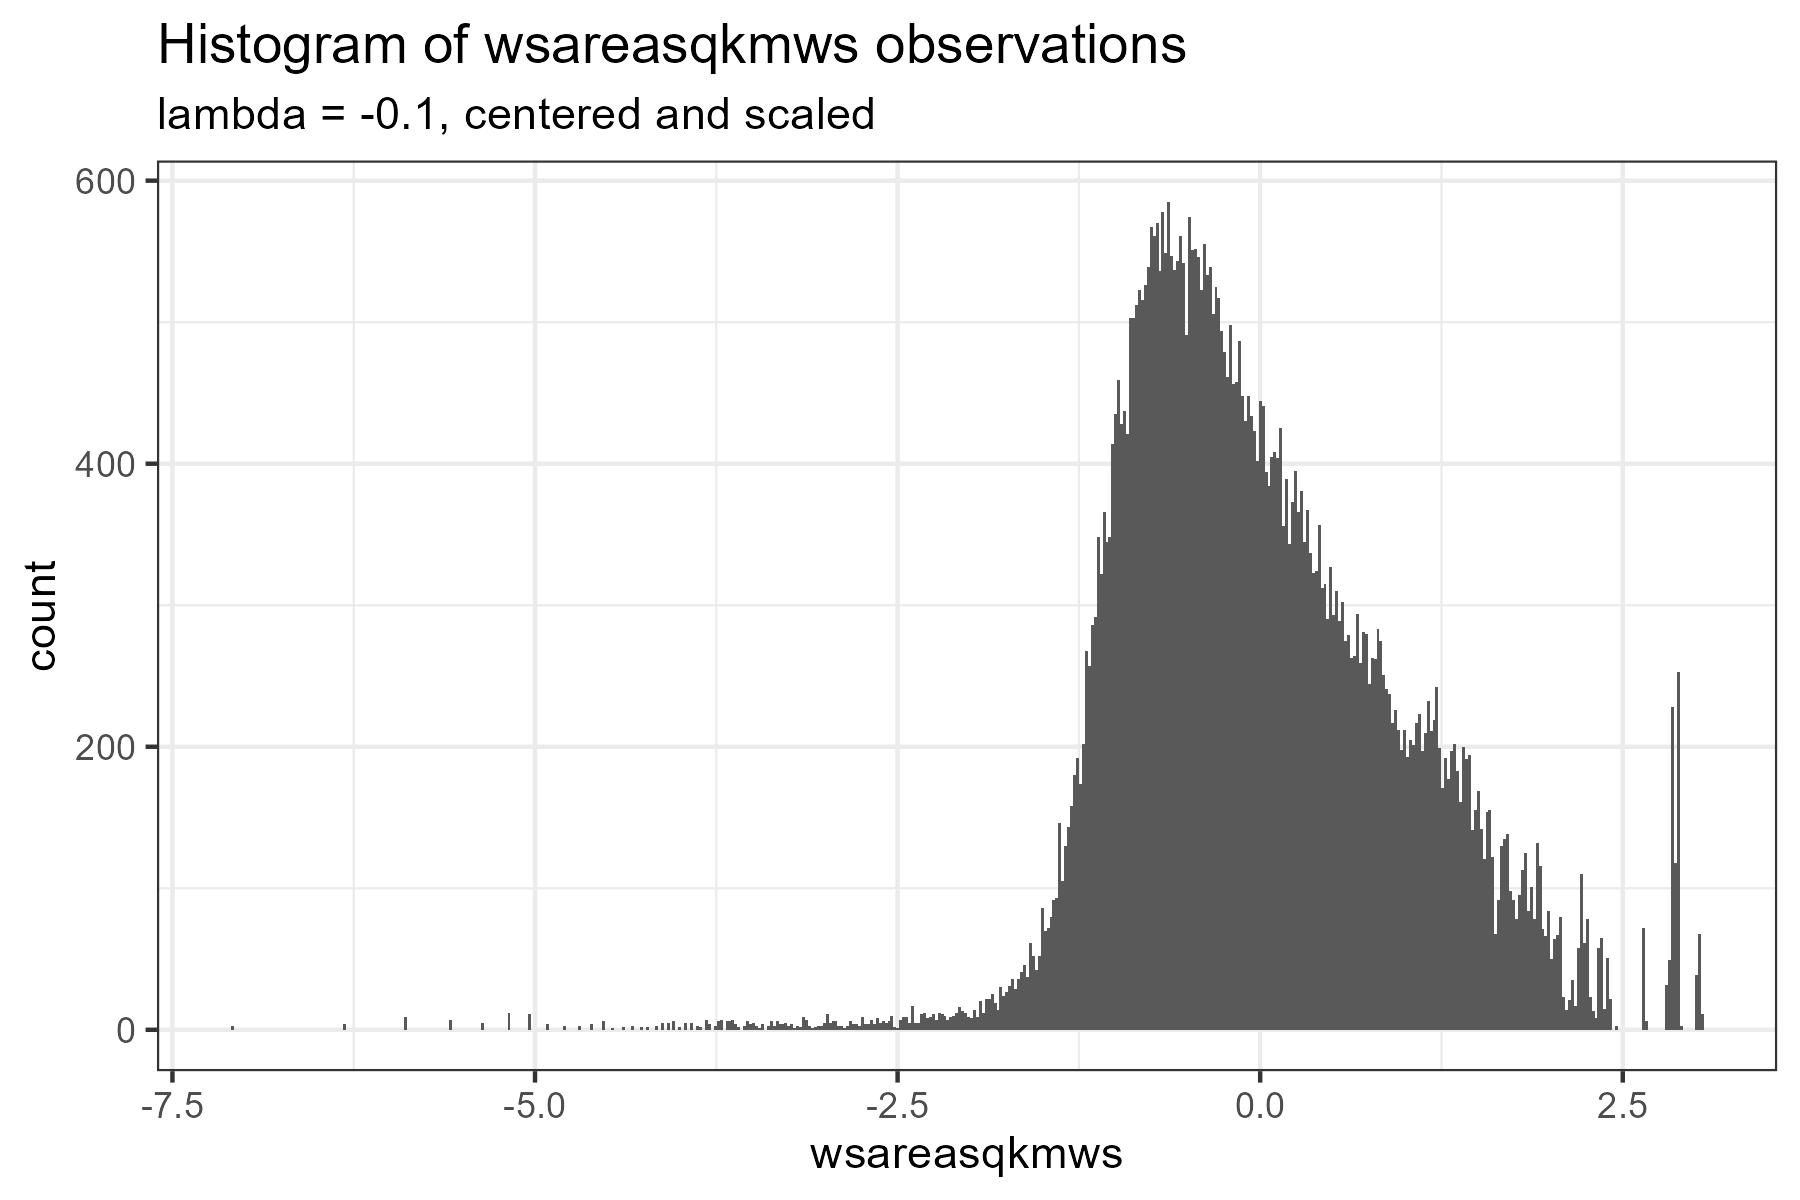 Histogram of wsareasqkmws observations
lambda = -0.1, centered and scaled
600
400
200
0
count
-7.5
-5.0
-2.5
0.0
2.5
wsareasqkmws